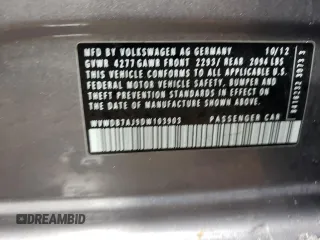 MFD BY VOLKSWAGEN AG GERMANY 10/12
GVWR 4277 GAWR FRONT 2293/ REAR 2094 LBS
THIS VEHICLE CONFORMS TO ALL APPLICABLE U.S.
FEDERAL MOTOR VEHICLE SAFETY, BUMPER, AND
THEFT PREVENTION STANDARDS IN EFFECT ON THE
DATE OF MANUFACTURE SHOWN ABOVE.
PASSENGER CAR
AUTOBIDMASTER